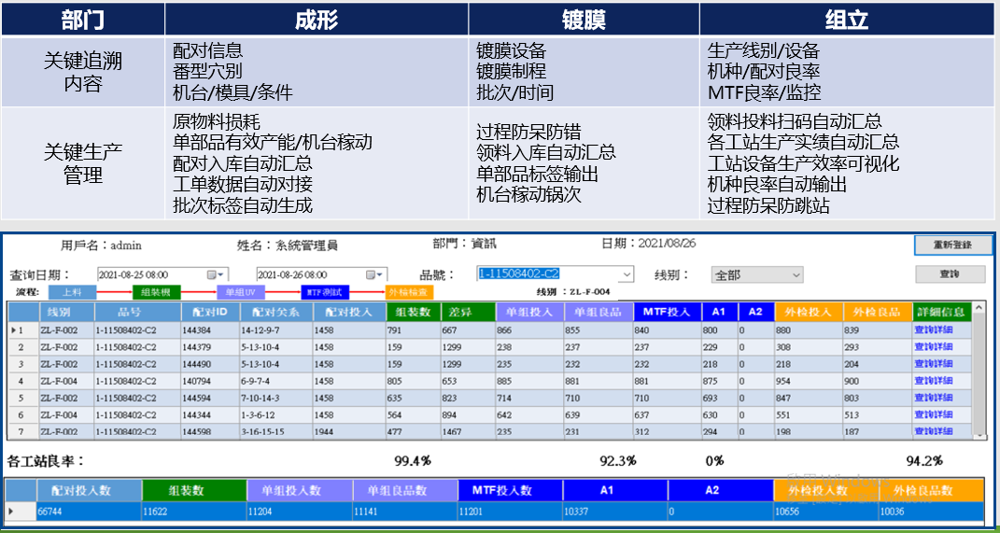 部门 成形 镀膜 组立
关键追溯
内容
配对信息
番型穴别
机台/模具/条件
镀膜设备
镀膜制程
批次/时间
生产线别/设备
机种/配对良率
MTF良率/监控
关键生产
管理
原物料损耗
单部品有效产能/机台稼动
配对入库自动汇总
工单数据自动对接
批次标签自动生成
过程防呆防错
领料入库自动汇总
单部品标签输出
机台稼动锅次
领料投料扫码自动汇总
各工站生产实绩自动汇总
工站设备生产效率可视化
机种良率自动输出
过程防呆防跳站
用戶名：admin 姓名：系統管理員 部門：資訊 日期：2021/08/26 重新登錄
查询日期： 2021-08-25 08:00 2021-08-26 08:00 品號： 1-11508402-C2 线别： 全部 查询
流程： 上料 组装機 单组UV MTF测試 外检检查 线别 ：ZL-F-004
线别 品号 配对ID 配对关系 配对投入 组装数 差异 单组投入 单组良品 MTF投入 A1 A2 外检投入 外检良品 詳細信息
1 ZL-F-002 1-11508402-C2 144384 14-12-9-7 1458 791 667 866 855 840 800 0 880 839 查詢詳細
2 ZL-F-002 1-11508402-C2 144379 5-13-10-4 1458 159 1299 238 237 237 229 0 308 293 查詢詳細
3 ZL-F-002 1-11508402-C2 144490 5-13-10-4 1458 159 1299 235 232 232 218 0 218 204 查詢詳細
4 ZL-F-004 1-11508402-C2 140794 6-9-7-4 1458 805 653 885 881 881 875 0 954 900 查詢詳細
5 ZL-F-002 1-11508402-C2 144594 7-10-14-3 1458 635 823 714 710 710 693 0 847 803 查詢詳細
6 ZL-F-004 1-11508402-C2 144344 1-3-6-12 1458 564 894 642 639 637 630 0 551 513 查詢詳細
7 ZL-F-002 1-11508402-C2 144598 3-16-15-15 1944 477 1467 235 231 312 294 0 198 187 查詢詳細
各工站良率： 99.4% 92.3% 0% 94.2%
配对投入数 组装数 单组投入数 单组良品数 MTF投入数 A1 A2 外检投入数 外检良品数
66744 11622 11204 11141 11201 10337 0 10656 10036